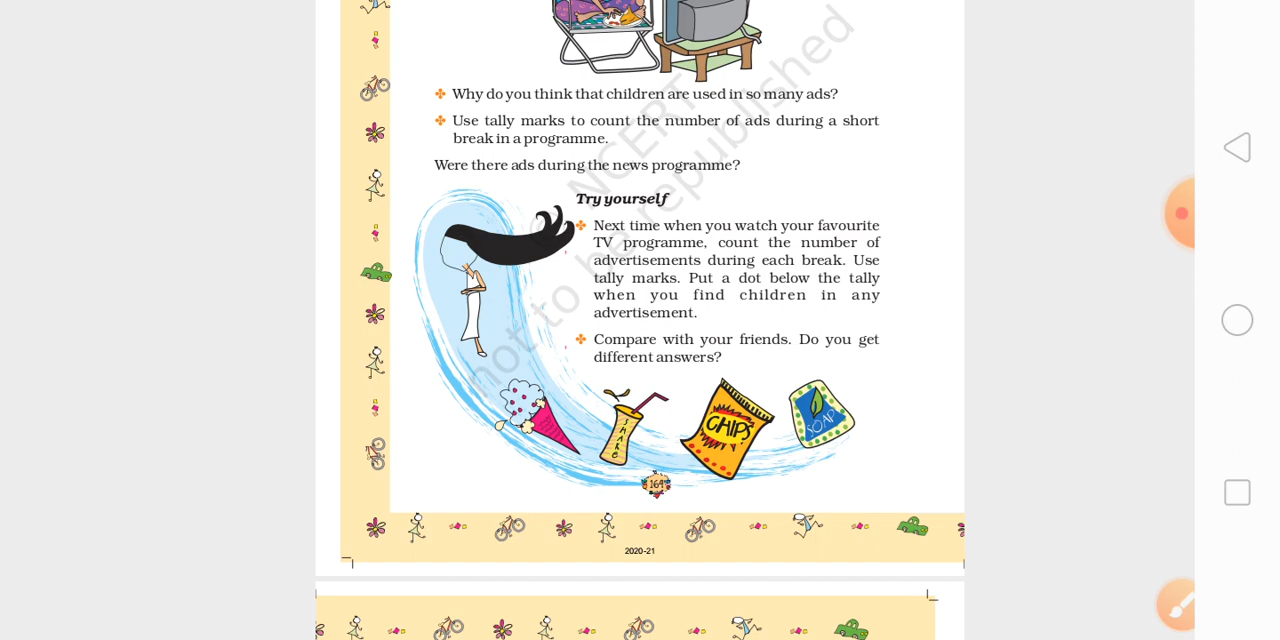 ❖ Why do you think that children are used in so many ads?
❖ Use tally marks to count the number of ads during a short
break in a programme.
Were there ads during the news programme?
Try yourself
❖ Next time when you watch your favourite
TV programme, count the number of
advertisements during each break. Use
tally marks. Put a dot below the tally
when you find children in any
advertisement.
❖ Compare with your friends. Do you get
different answers?
SHAKE
CHIPS
SOAP
164
2020-21
NCERT
not to be republished